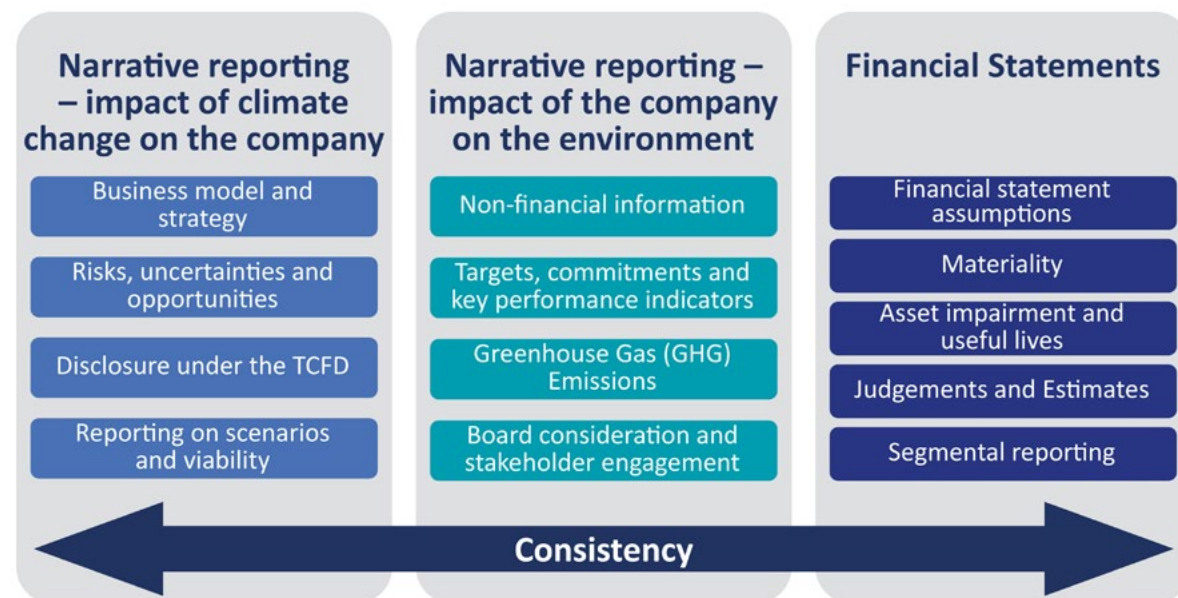 Narrative reporting
– impact of climate
change on the company
Business model and
strategy
Risks, uncertainties and
opportunities
Disclosure under the TCFD
Reporting on scenarios
and viability
Narrative reporting –
impact of the company
on the environment
Non-financial information
Targets, commitments and
key performance indicators
Greenhouse Gas (GHG)
Emissions
Board consideration and
stakeholder engagement
Financial Statements
Financial statement
assumptions
Materiality
Asset impairment and
useful lives
Judgements and Estimates
Segmental reporting
Consistency